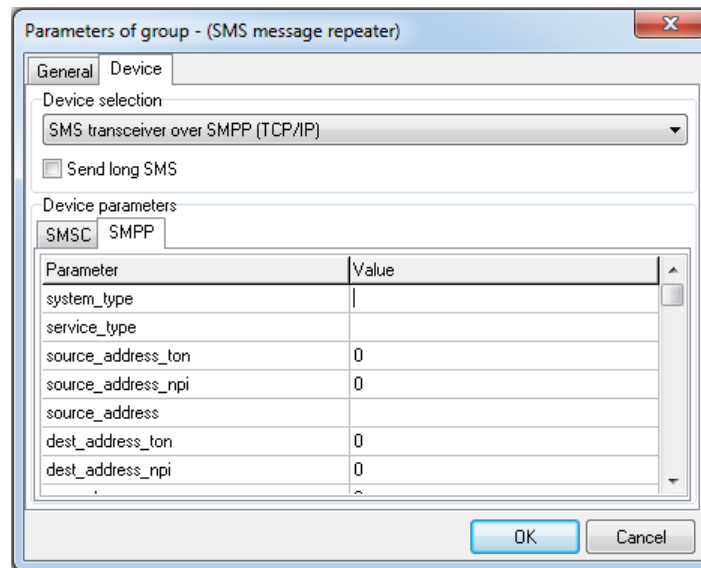 Parameters of group - (SMS message repeater)
General Device
Device selection
SMS transceiver over SMPP (TCP/IP)
Send long SMS
Device parameters
SMSC SMPP
Parameter Value
system_type
service_type
source_address_ton 0
source_address_npi 0
source_address
dest_address_ton 0
dest_address_npi 0
OK Cancel